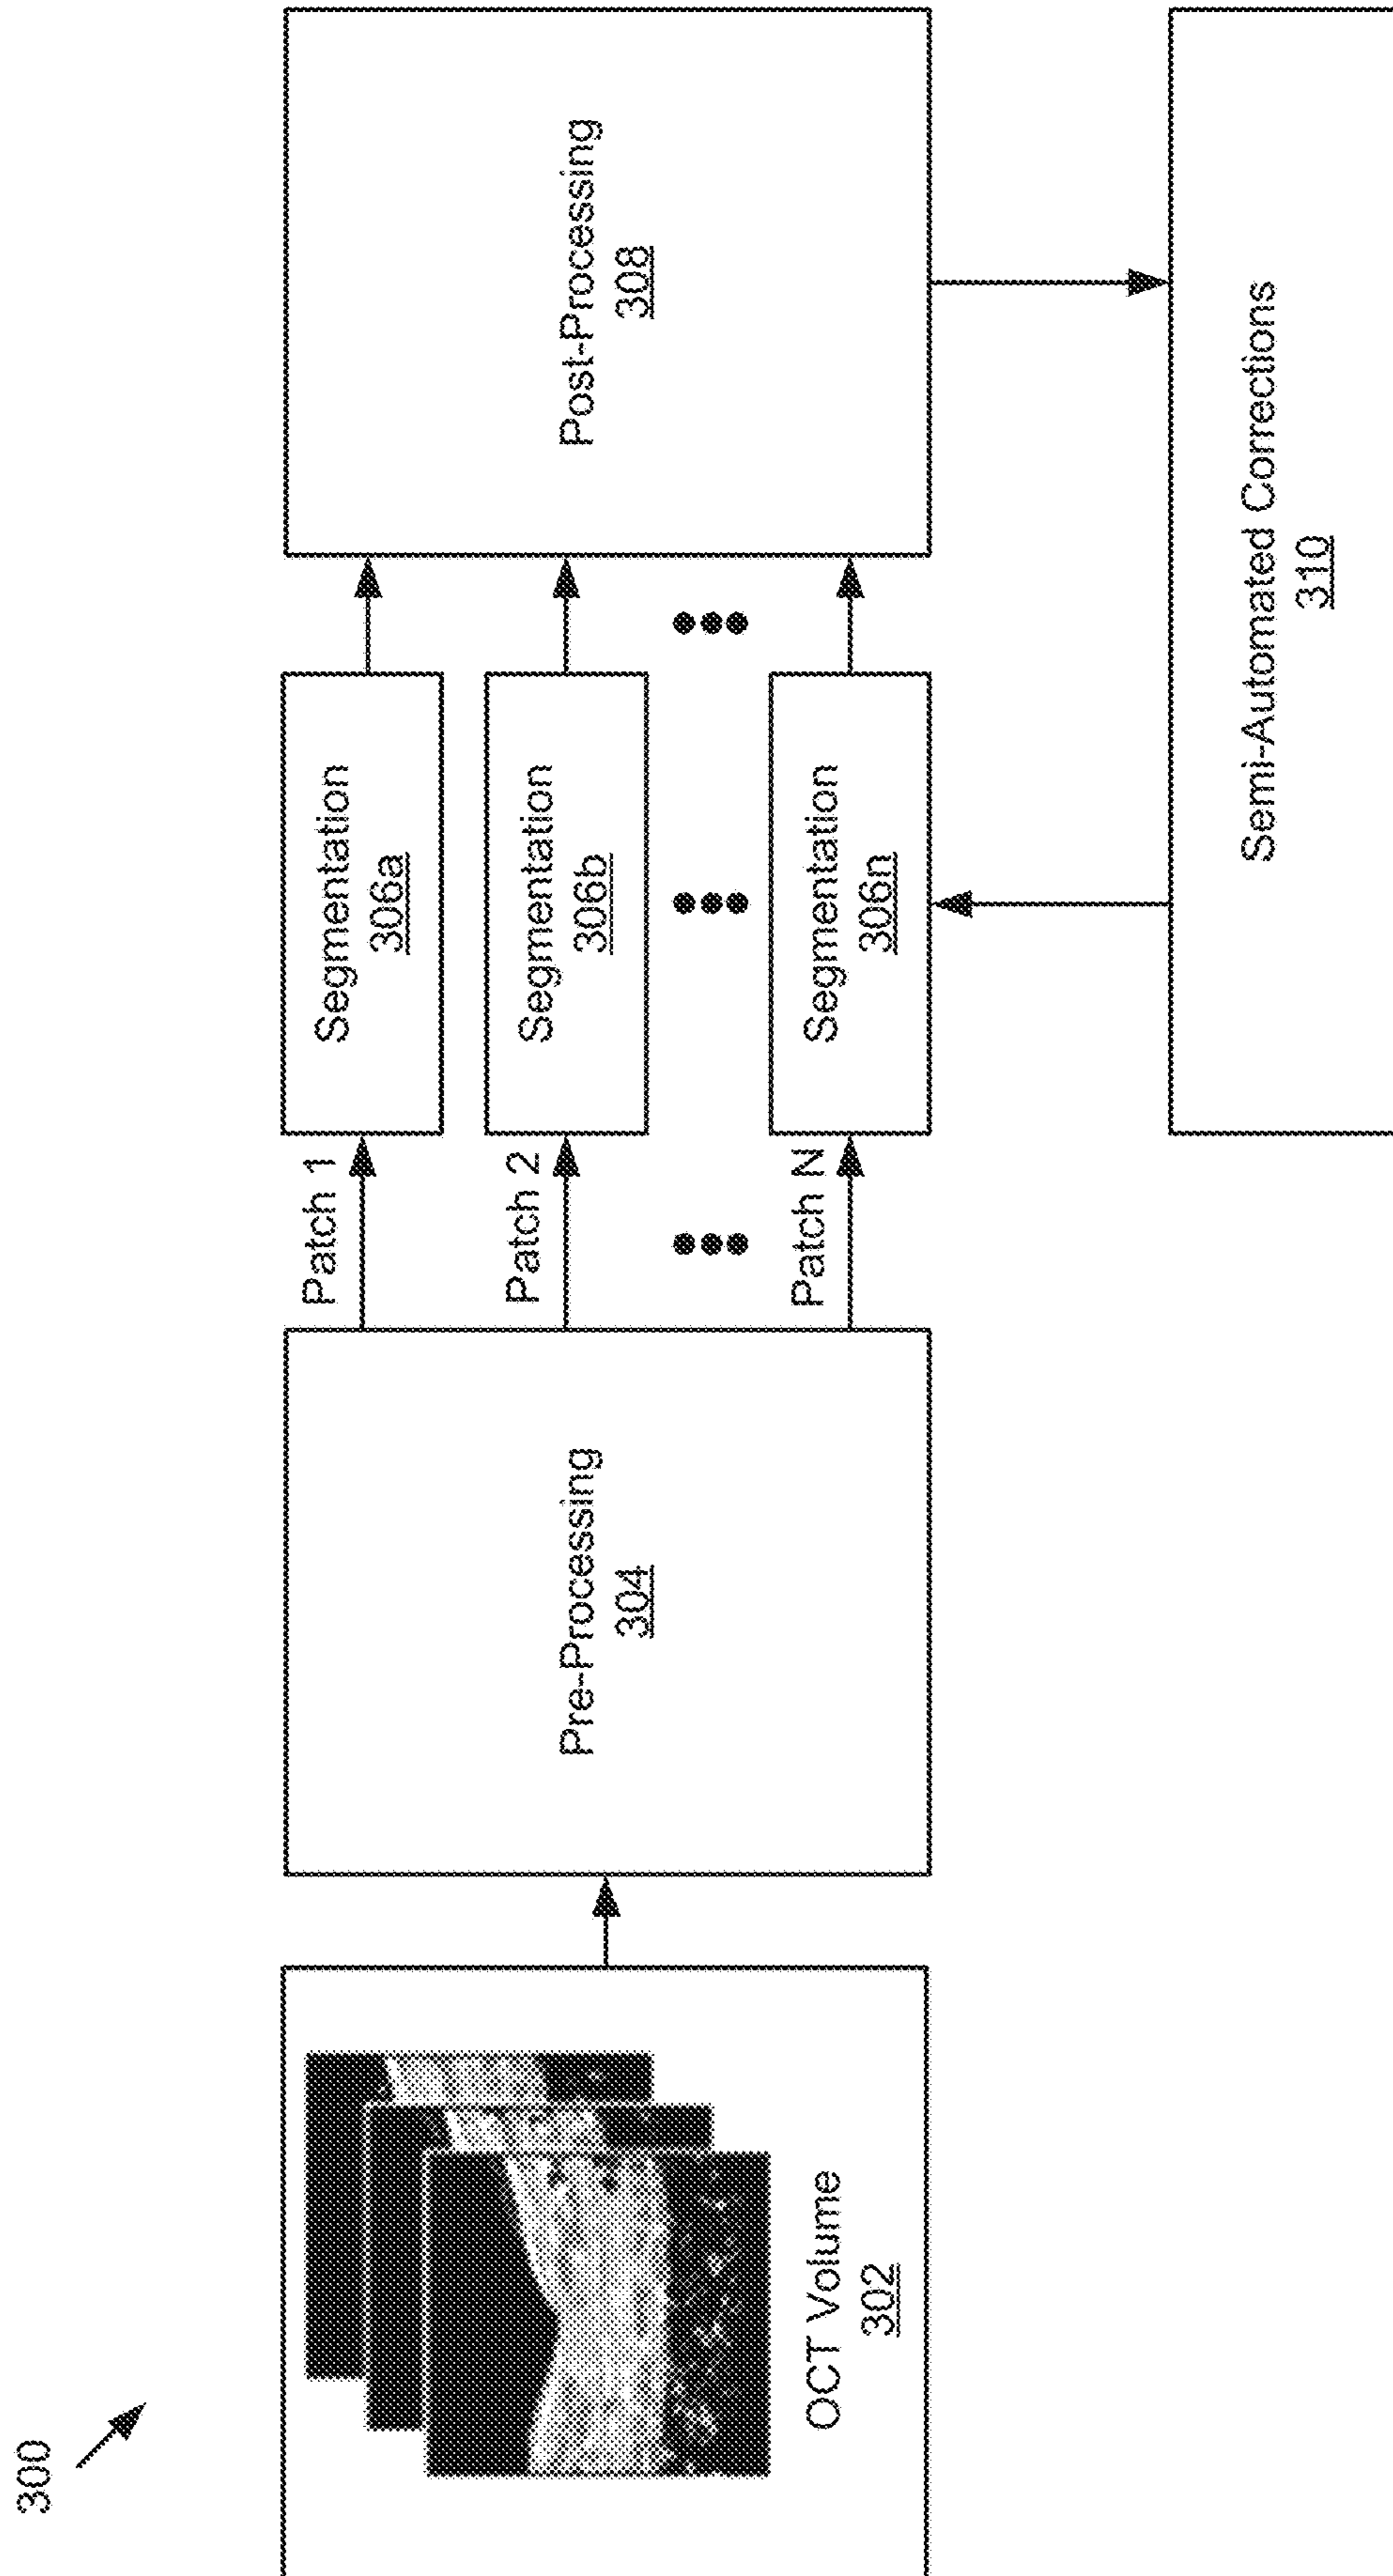 300
OCT Volume
302
Pre-Processing
304
Patch 1
Patch 2
Patch N
Segmentation
306a
Segmentation
306b
Segmentation
306n
Post-Processing
308
Semi-Automated Corrections
310